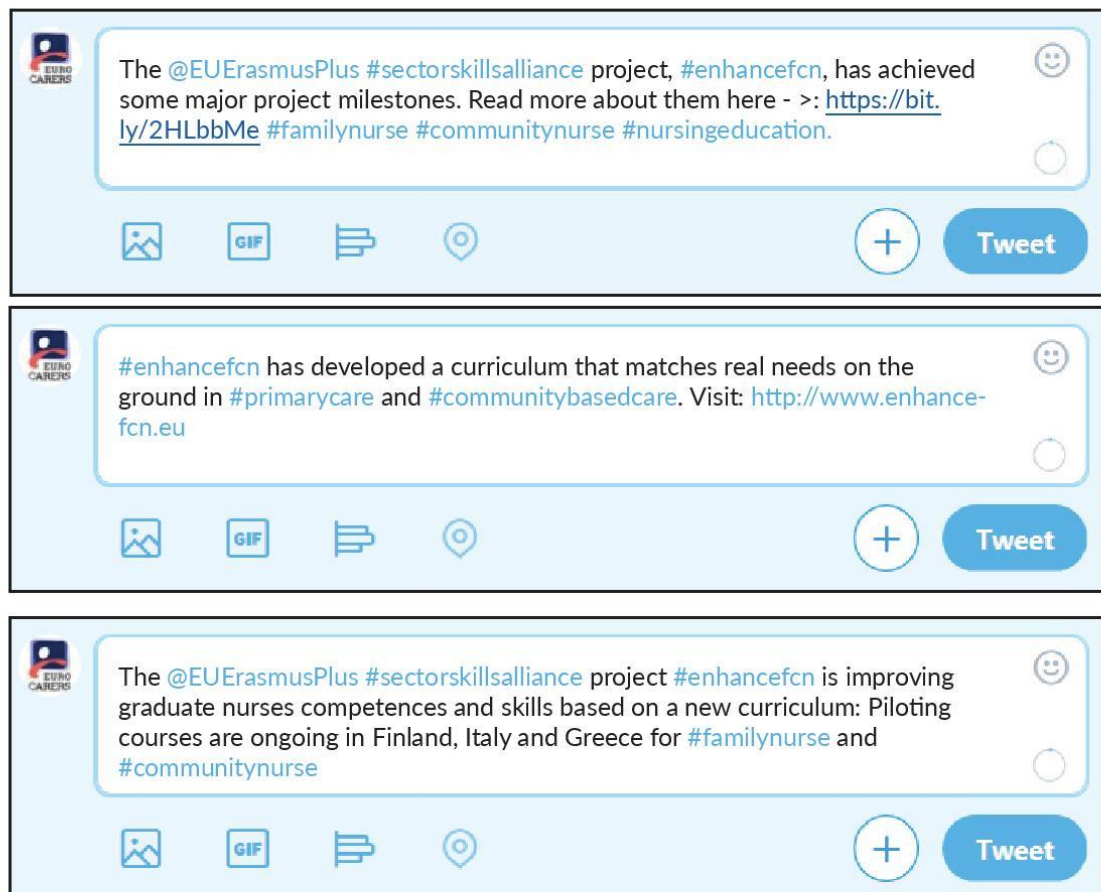 EURO
CARERS
The @EUErasmusPlus #sectorskillsalliance project, #enhancefcn, has achieved
some major project milestones. Read more about them here - >: https://bit.
ly/2HLbbMe #familynurse #communitynurse #nursingeducation.
GIF
Tweet
EURO
CARERS
#enhancefcn has developed a curriculum that matches real needs on the
ground in #primarycare and #communitybasedcare. Visit: http://www.enhance-
fcn.eu
GIF
Tweet
EURO
CARERS
The @EUErasmusPlus #sectorskillsalliance project #enhancefcn is improving
graduate nurses competences and skills based on a new curriculum: Piloting
courses are ongoing in Finland, Italy and Greece for #familynurse and
#communitynurse
GIF
Tweet